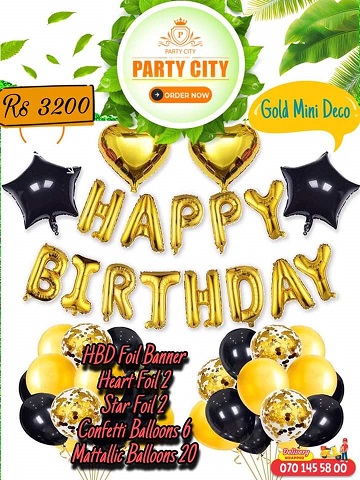 P
PARTY CITY
PARTY CITY
ORDER NOW
Rs 3200
Gold Mini Deco
HAPPY
BIRTHDAY
HBD Foil Banner
Heart Foil 2
Star Foil 2
Confetti Balloons 6
Mattallic Balloons 20
Delivery
070 145 58 00